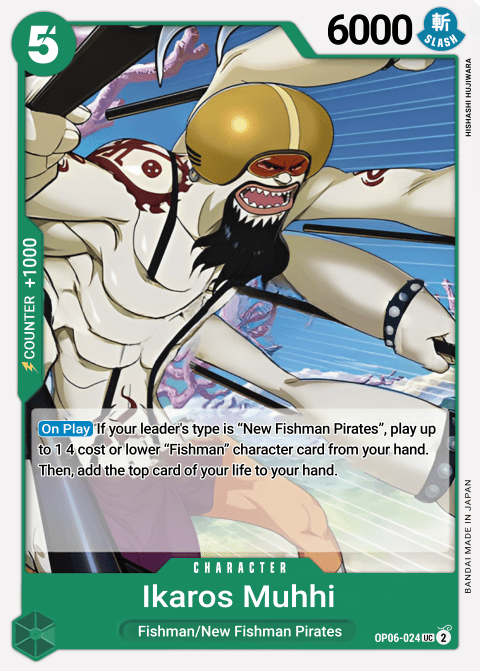 5
6000
斬
SLASH
HISHASHI HUJIWARA
COUNTER +1000
On Play If your leader's type is “New Fishman Pirates”, play up
to 1 4 cost or lower “Fishman” character card from your hand.
Then, add the top card of your life to your hand.
BANDAI MADE IN JAPAN
CHARACTER
Ikaros Muhhi
Fishman/New Fishman Pirates
OP06-024 UC 2